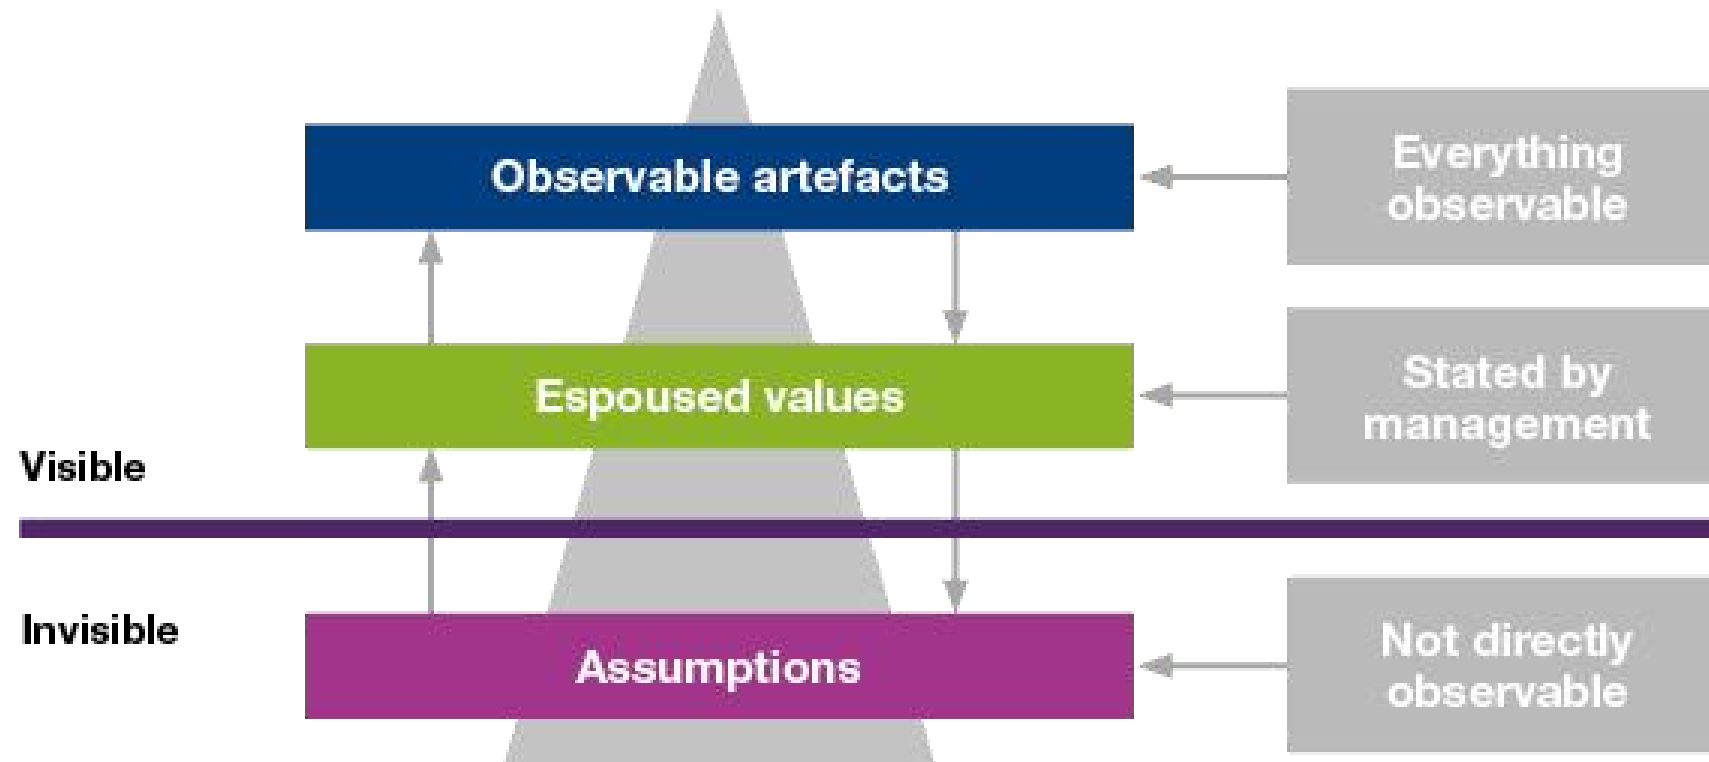 Observable artefacts
Everything
observable
Espoused values
Stated by
management
Visible
Invisible
Assumptions
Not directly
observable